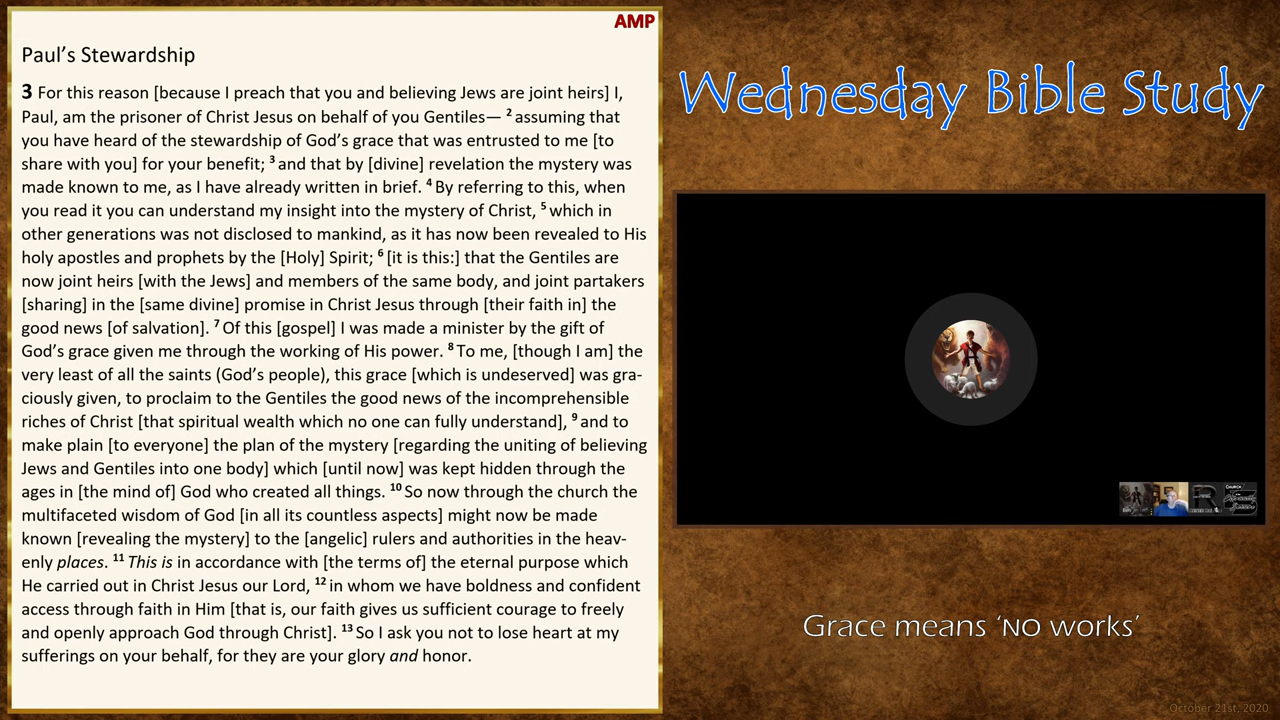 AMP
Paul’s Stewardship
3 For this reason [because I preach that you and believing Jews are joint heirs] I,
Paul, am the prisoner of Christ Jesus on behalf of you Gentiles— 2 assuming that
you have heard of the stewardship of God’s grace that was entrusted to me [to
share with you] for your benefit; 3 and that by [divine] revelation the mystery was
made known to me, as I have already written in brief. 4 By referring to this, when
you read it you can understand my insight into the mystery of Christ, 5 which in
other generations was not disclosed to mankind, as it has now been revealed to His
holy apostles and prophets by the [Holy] Spirit; 6 [it is this:] that the Gentiles are
now joint heirs [with the Jews] and members of the same body, and joint partakers
[sharing] in the [same divine] promise in Christ Jesus through [their faith in] the
good news [of salvation]. 7 Of this [gospel] I was made a minister by the gift of
God’s grace given me through the working of His power. 8 To me, [though I am] the
very least of all the saints (God’s people), this grace [which is undeserved] was gra-
ciously given, to proclaim to the Gentiles the good news of the incomprehensible
riches of Christ [that spiritual wealth which no one can fully understand], 9 and to
make plain [to everyone] the plan of the mystery [regarding the uniting of believing
Jews and Gentiles into one body] which [until now] was kept hidden through the
ages in [the mind of] God who created all things. 10 So now through the church the
multifaceted wisdom of God [in all its countless aspects] might now be made
known [revealing the mystery] to the [angelic] rulers and authorities in the heav-
enly places. 11 This is in accordance with [the terms of] the eternal purpose which
He carried out in Christ Jesus our Lord, 12 in whom we have boldness and confident
access through faith in Him [that is, our faith gives us sufficient courage to freely
and openly approach God through Christ]. 13 So I ask you not to lose heart at my
sufferings on your behalf, for they are your glory and honor.
Wednesday Bible Study
Church
Grace means ‘NO works’
October 21st, 2020